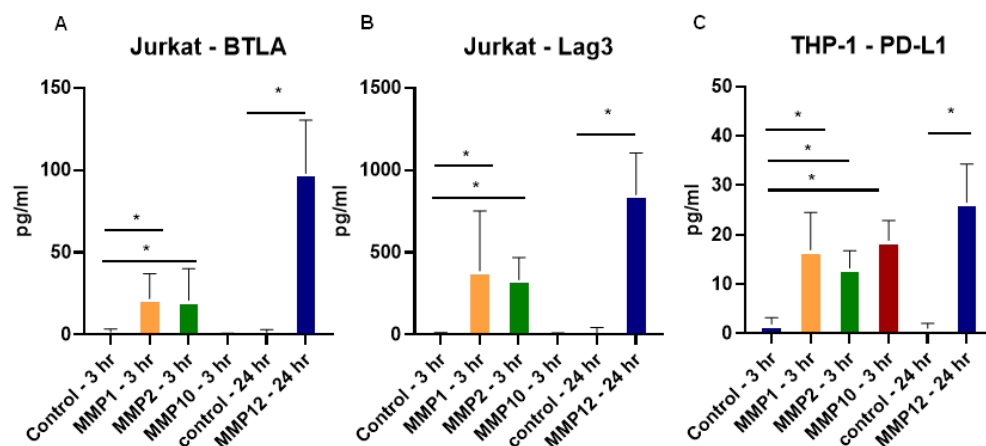 A
Jurkat - BTLA
150
100
50
0
pg/ml
*
*
*
Control - 3 hr
MMP1 - 3 hr
MMP2 - 3 hr
MMP10 - 3 hr
control - 24 hr
MMP12 - 24 hr
B
Jurkat - Lag3
1500
1000
500
0
pg/ml
*
*
*
Control - 3 hr
MMP1 - 3 hr
MMP2 - 3 hr
MMP10 - 3 hr
control - 24 hr
MMP12 - 24 hr
C
THP-1 - PD-L1
50
40
30
20
10
0
pg/ml
*
*
*
*
Control - 3 hr
MMP1 - 3 hr
MMP2 - 3 hr
MMP10 - 3 hr
control - 24 hr
MMP12 - 24 hr